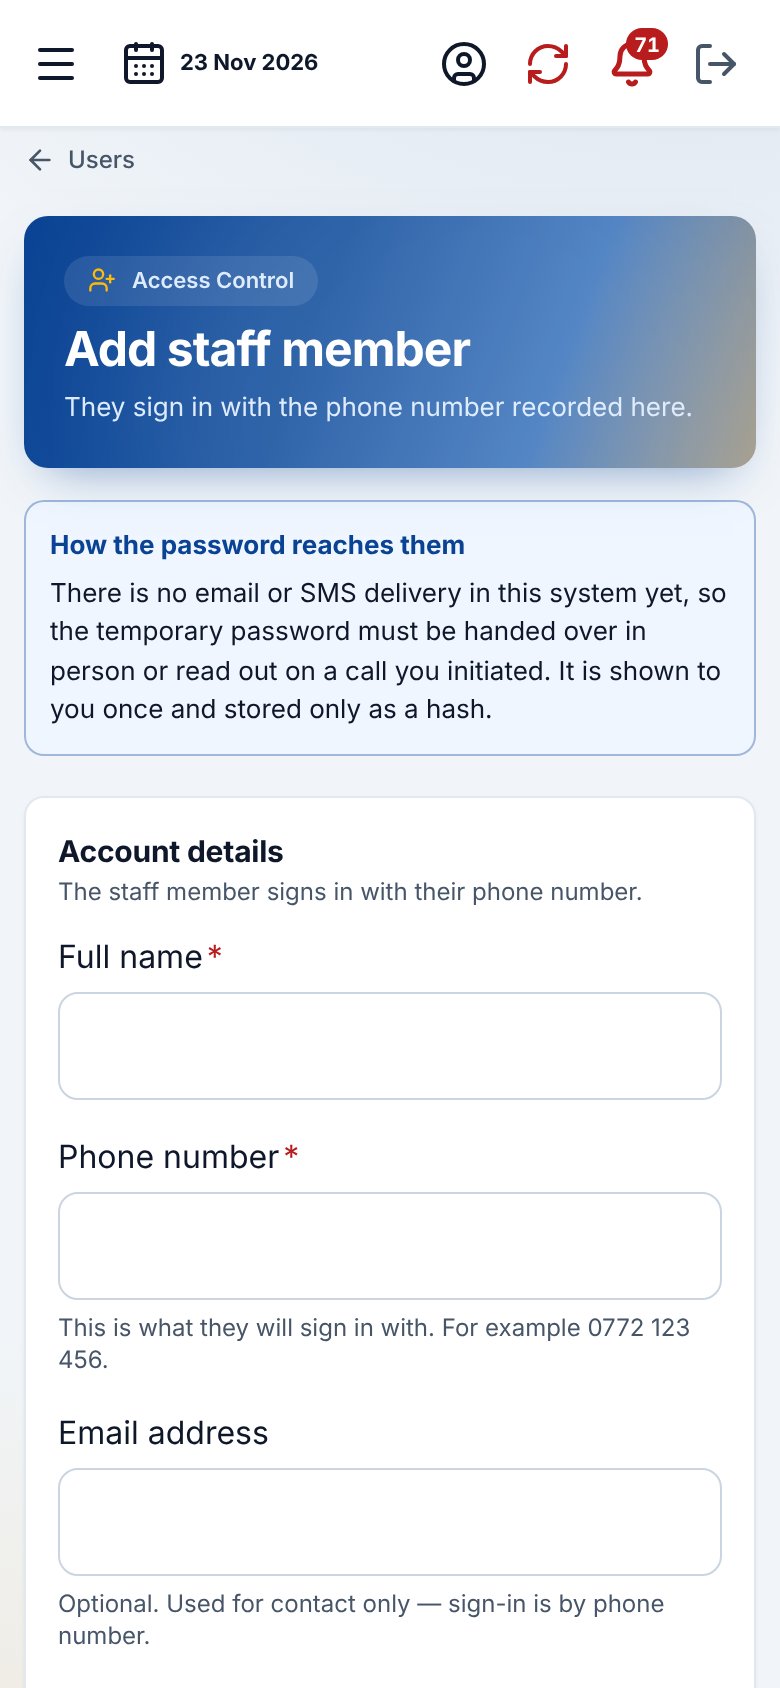 23 Nov 2026
71
Users
Access Control
Add staff member
They sign in with the phone number recorded here.
How the password reaches them
There is no email or SMS delivery in this system yet, so
the temporary password must be handed over in
person or read out on a call you initiated. It is shown to
you once and stored only as a hash.
Account details
The staff member signs in with their phone number.
Full name*
Phone number*
This is what they will sign in with. For example 0772 123
456.
Email address
Optional. Used for contact only — sign-in is by phone
number.